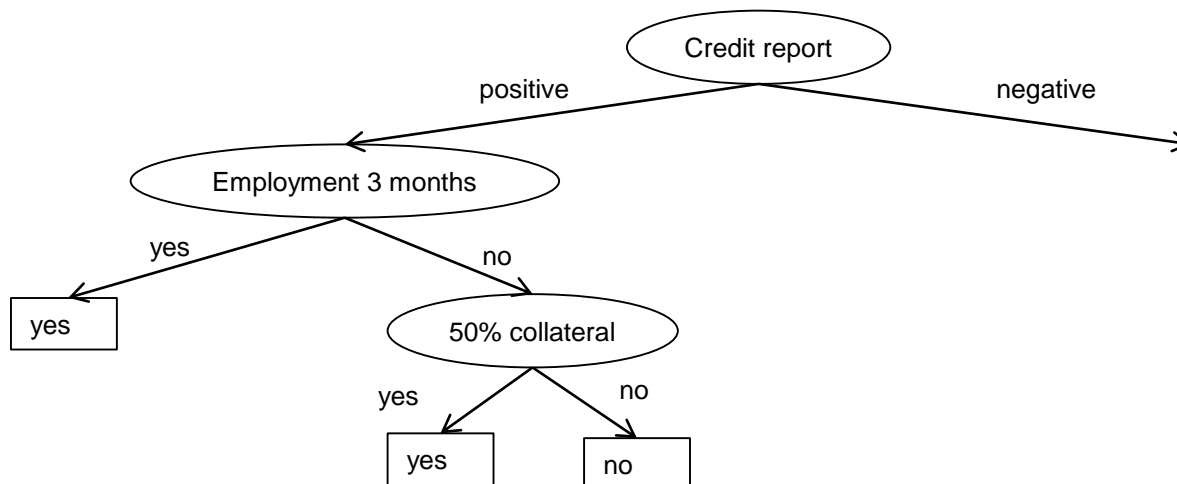 Credit report
positive
negative
Employment 3 months
yes
no
yes
50% collateral
yes
no
yes
no